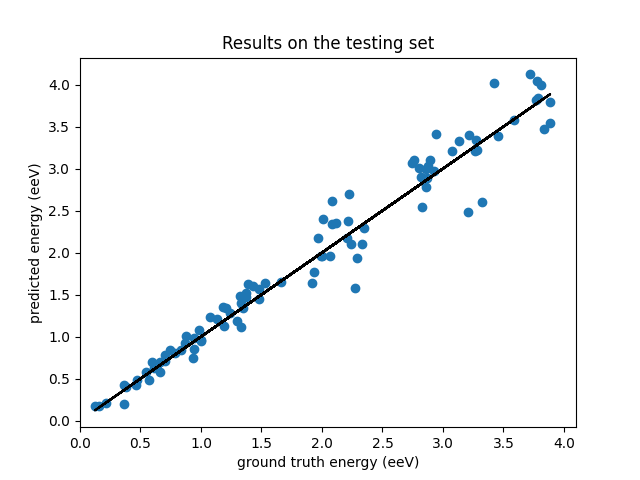 Results on the testing set
predicted energy (eeV)
4.0
3.5
3.0
2.5
2.0
1.5
1.0
0.5
0.0
0.0 0.5 1.0 1.5 2.0 2.5 3.0 3.5 4.0
ground truth energy (eeV)